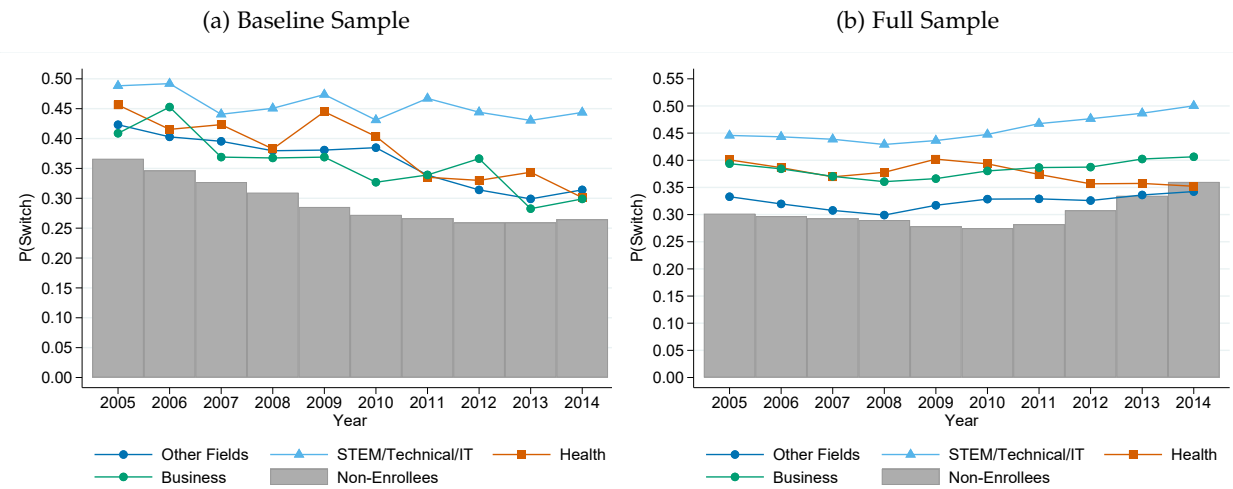 (a) Baseline Sample
0.50
0.45
0.40
0.35
0.30
0.25
0.20
0.15
0.10
0.05
0.00
P(Switch)
2005 2006 2007 2008 2009 2010 2011 2012 2013 2014
Year
Other Fields STEM/Technical/IT Health
Business Non-Enrollees
(b) Full Sample
0.55
0.50
0.45
0.40
0.35
0.30
0.25
0.20
0.15
0.10
0.05
0.00
P(Switch)
2005 2006 2007 2008 2009 2010 2011 2012 2013 2014
Year
Other Fields STEM/Technical/IT Health
Business Non-Enrollees